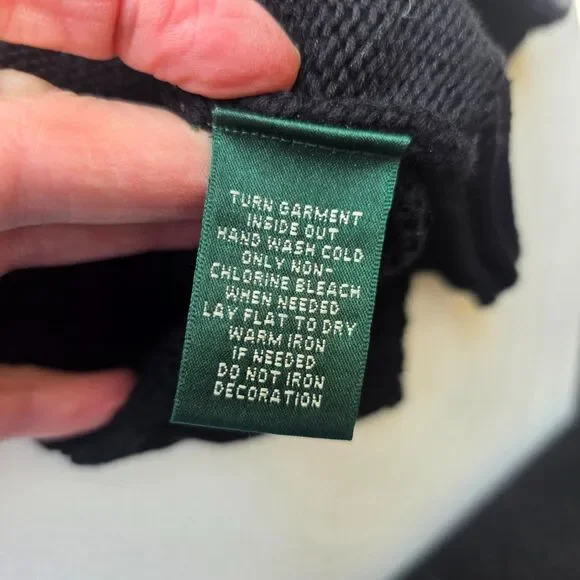 TURN GARMENT
INSIDE OUT
HAND WASH COLD
ONLY NON-
CHLORINE BLEACH
WHEN NEEDED
LAY FLAT TO DRY
WARM IRON
IF NEEDED
DO NOT IRON
DECORATION